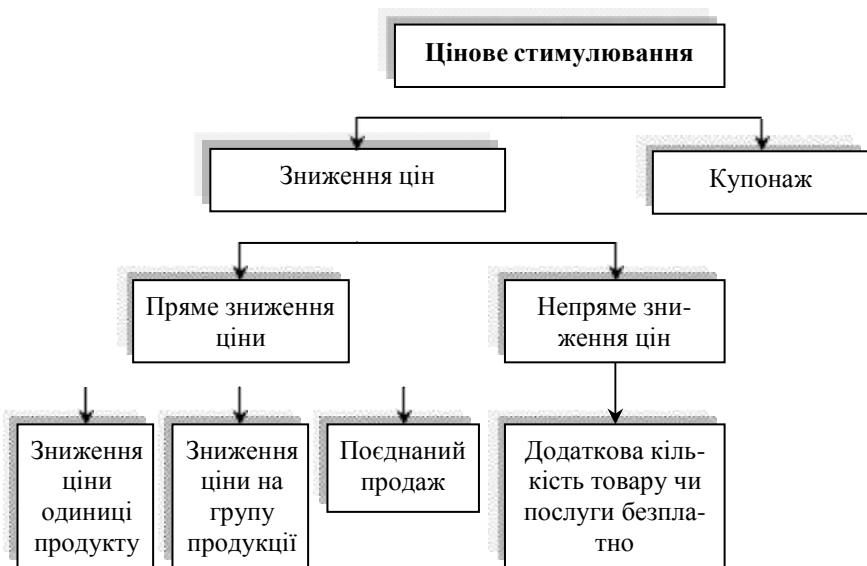 Цінове стимулювання
Зниження цін
Купонаж
Пряме зниження
ціни
Непряме зни-
ження цін
Зниження
ціни
одиниці
продукту
Зниження
ціни на
групу
продукції
Поєднаний
продаж
Додаткова кіль-
кість товару чи
послуги безпла-
тно